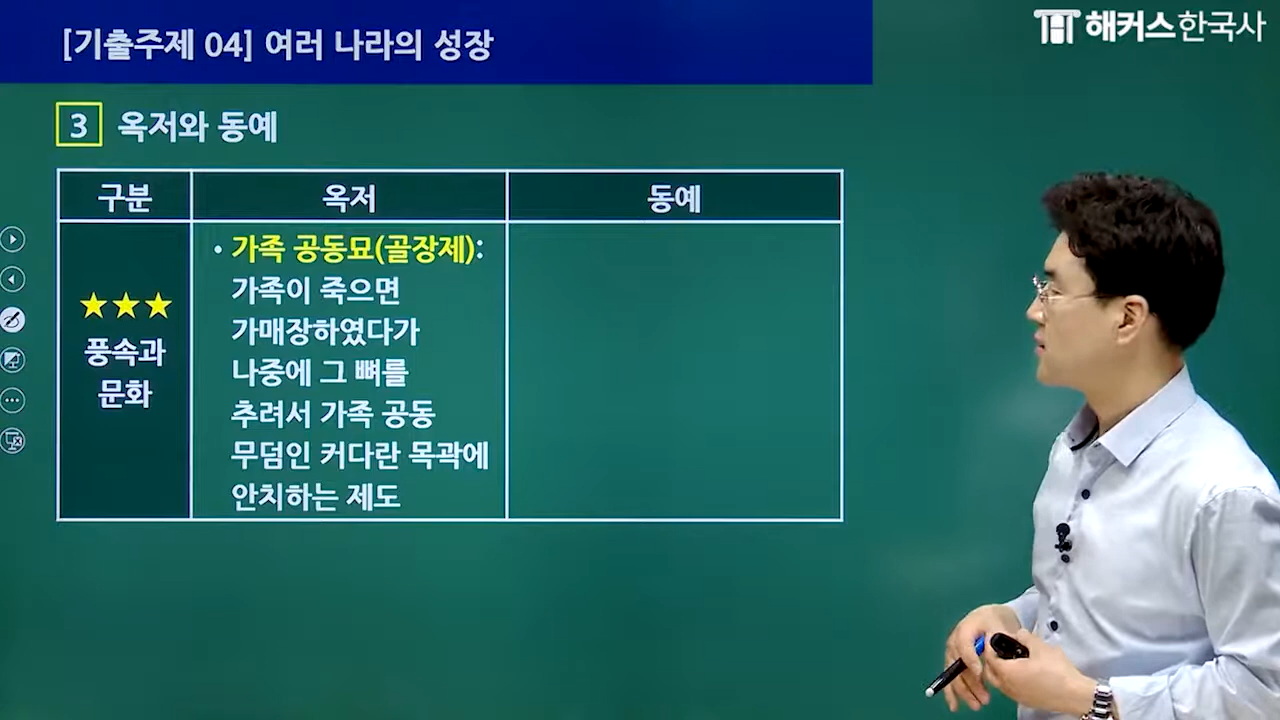 [기출주제 04] 여러 나라의 성장
해커스한국사
3 옥저와 동예
구분
옥저
동예
★★★
풍속과
문화
• 가족 공동묘(골장제):
가족이 죽으면
가매장하였다가
나중에 그 뼈를
추려서 가족 공동
무덤인 커다란 목곽에
안치하는 제도